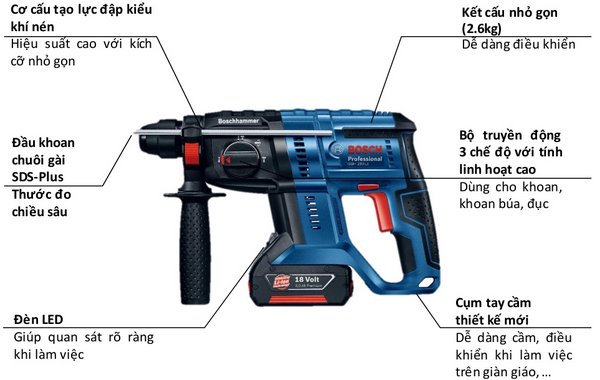 Cơ cấu tạo lực đập kiểu
khí nén
Hiệu suất cao với kích
cỡ nhỏ gọn
Kết cấu nhỏ gọn
(2.6kg)
Dễ dàng điều khiển
Boschhammer
BOSCH
Professional
Đầu khoan
chuôi gài
SDS-Plus
Thước đo
chiều sâu
Bộ truyền động
3 chế độ với tính
linh hoạt cao
Dùng cho khoan,
khoan búa, đục
18 Volt
Đèn LED
Giúp quan sát rõ ràng
khi làm việc
Cụm tay cầm
thiết kế mới
Dễ dàng cầm, điều
khiển khi làm việc
trên giàn giáo, ...